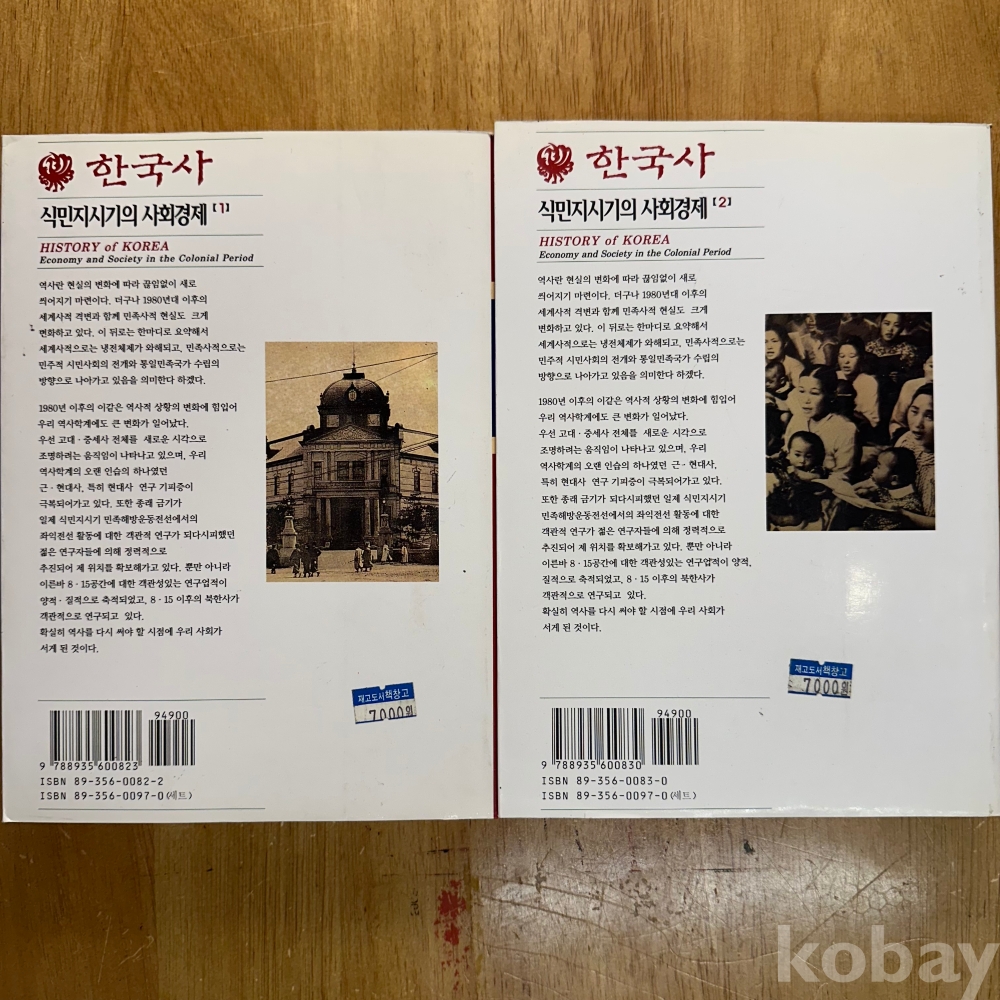 한국사
식민지시기의 사회경제【1】
HISTORY of KOREA
Economy and Society in the Colonial Period
역사란 현실의 변화에 따라 끊임없이 새로
씌어지기 마련이다. 더구나 1980년대 이후의
세계사적 격변과 함께 민족사적 현실도 크게
변화하고 있다. 이 뒤로는 한마디로 요약해서
세계사적으로는 냉전체제가 와해되고, 민족사적으로는
민주적 시민사회의 전개와 통일민족국가 수립의
방향으로 나아가고 있음을 의미한다 하겠다.
1980년 이후의 이같은 역사적 상황의 변화에 힘입어
우리 역사학계에도 큰 변화가 일어났다.
우선 고대·중세사 전체를 새로운 시각으로
조명하려는 움직임이 나타나고 있으며, 우리
역사학계의 오랜 인습의 하나였던
근·현대사, 특히 현대사 연구 기피증이
극복되어가고 있다. 또한 종래 금기가
일제 식민지시기 민족해방운동전선에서의
좌익전선 활동에 대한 객관적 연구가 되다시피했던
젊은 연구자들에 의해 정력적으로
추진되어 제 위치를 확보해가고 있다. 뿐만 아니라
이른바 8·15공간에 대한 객관성있는 연구업적이
양적·질적으로 축적되었고, 8·15 이후의 북한사가
객관적으로 연구되고 있다.
확실히 역사를 다시 써야 할 시점에 우리 사회가
서게 된 것이다.
재고도서책창고
7000원
94900
9 788935 600823
ISBN 89-356-0082-2
ISBN 89-356-0097-0(세트)
한국사
식민지시기의 사회경제【2】
HISTORY of KOREA
Economy and Society in the Colonial Period
역사란 현실의 변화에 따라 끊임없이 새로
씌어지기 마련이다. 더구나 1980년대 이후의
세계사적 격변과 함께 민족사적 현실도 크게
변화하고 있다. 이 뒤로는 한마디로 요약해서
세계사적으로는 냉전체제가 와해되고, 민족사적으로는
민주적 시민사회의 전개와 통일민족국가 수립의
방향으로 나아가고 있음을 의미한다 하겠다.
1980년 이후의 이같은 역사적 상황의 변화에 힘입어
우리 역사학계에도 큰 변화가 일어났다.
우선 고대·중세사 전체를 새로운 시각으로
조명하려는 움직임이 나타나고 있으며, 우리
역사학계의 오랜 인습의 하나였던 근·현대사,
특히 현대사 연구 기피증이 극복되어가고 있다.
또한 종래 금기가 되다시피했던 일제 식민지시기
민족해방운동전선에서의 좌익전선 활동에 대한
객관적 연구가 젊은 연구자들에 의해 정력적으로
추진되어 제 위치를 확보해가고 있다. 뿐만 아니라
이른바 8·15공간에 대한 객관성있는 연구업적이 양적,
질적으로 축적되었고, 8·15 이후의 북한사가
객관적으로 연구되고 있다.
확실히 역사를 다시 써야 할 시점에 우리 사회가
서게 된 것이다.
재고도서책창고
7000원
94900
9 788935 600830
ISBN 89-356-0083-0
ISBN 89-356-0097-0(세트)
kobay